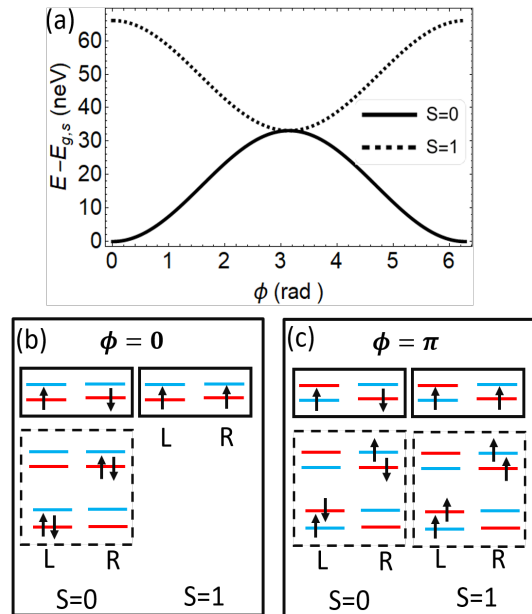 (a)
E − E_{g,s} (neV)
60
50
40
30
20
10
0
S=0
S=1
0 1 2 3 4 5 6
ϕ (rad )
(b) ϕ = 0
L R
L R
S=0 S=1
(c) ϕ = π
L R L R
S=0 S=1